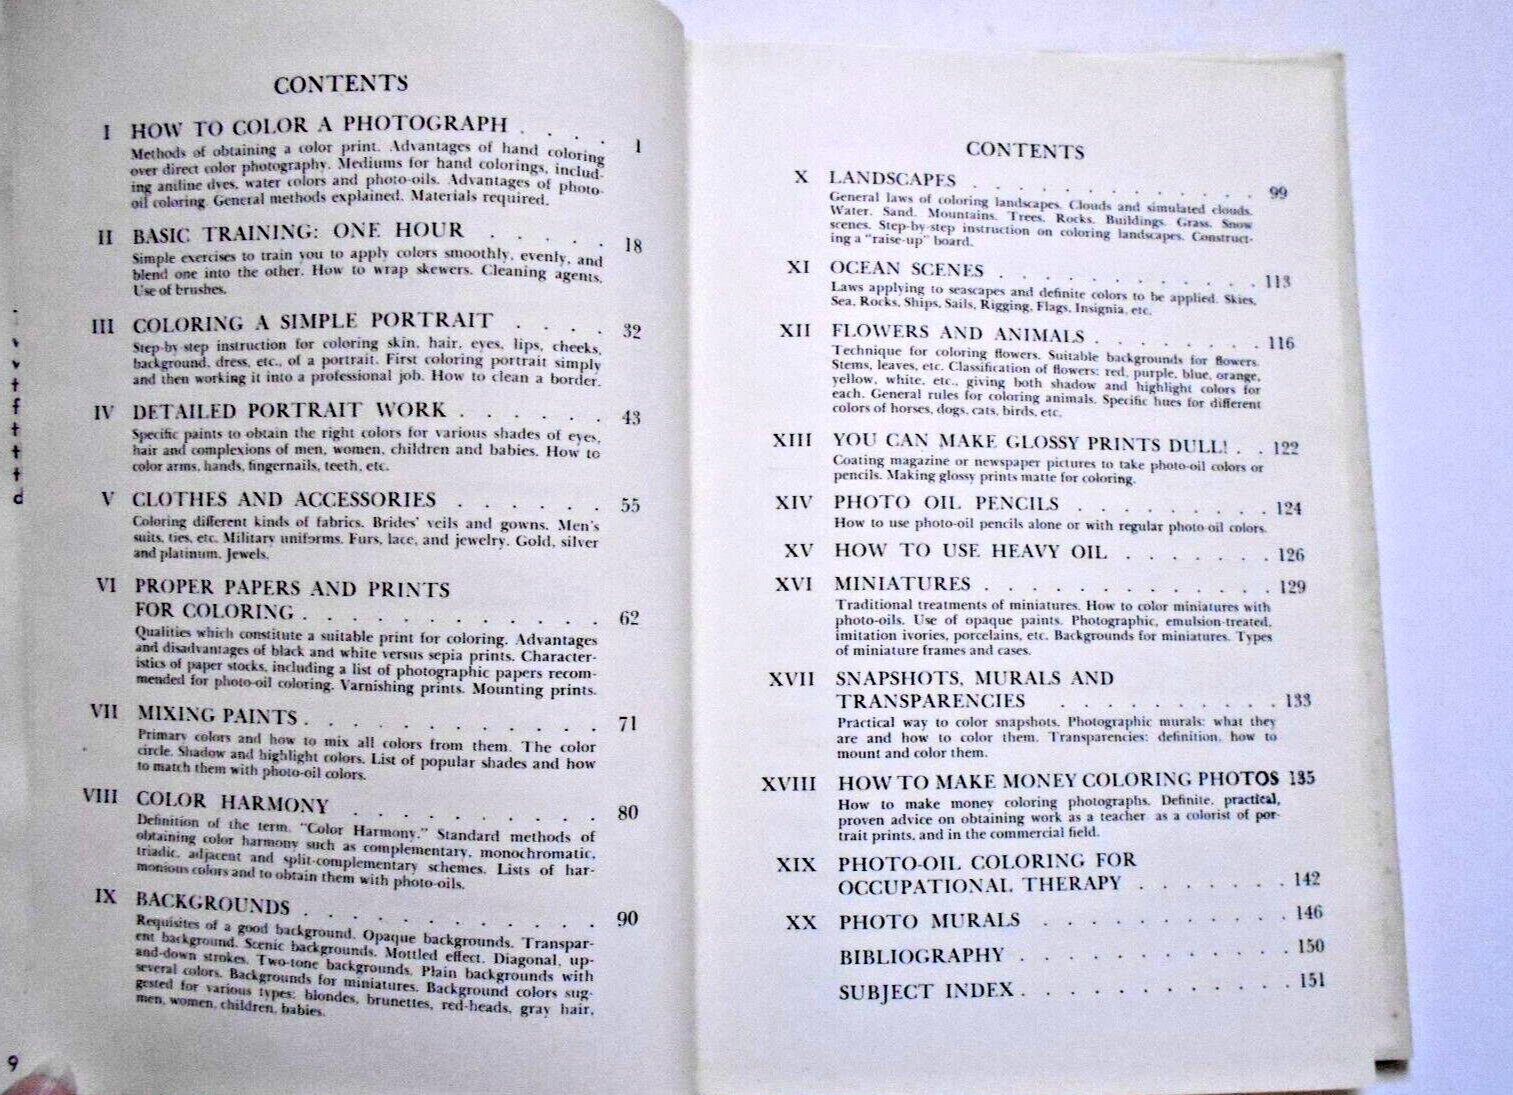 CONTENTS
I HOW TO COLOR A PHOTOGRAPH . . . . 1
Methods of obtaining a color print. Advantages of hand coloring
over direct color photography. Mediums for hand colorings, includ-
ing aniline dyes, water colors and photo-oils. Advantages of photo-
oil coloring. General methods explained. Materials required.
II BASIC TRAINING: ONE HOUR . . . . . 18
Simple exercises to train you to apply colors smoothly, evenly, and
blend one into the other. How to wrap skewers. Cleaning agents.
Use of brushes.
III COLORING A SIMPLE PORTRAIT . . . . 32
Step-by-step instruction for coloring skin, hair, eyes, lips, cheeks,
background, dress, etc., of a portrait. First coloring portrait simply
and then working it into a professional job. How to clean a border.
IV DETAILED PORTRAIT WORK . . . . . . 43
Specific paints to obtain the right colors for various shades of eyes,
hair and complexions of men, women, children and babies. How to
color arms, hands, fingernails, teeth, etc.
V CLOTHES AND ACCESSORIES . . . . . . 55
Coloring different kinds of fabrics. Brides' veils and gowns. Men's
suits, ties, etc. Military uniforms. Furs, lace, and jewelry. Gold, silver
and platinum. Jewels.
VI PROPER PAPERS AND PRINTS
FOR COLORING . . . . . . . . . . . . 62
Qualities which constitute a suitable print for coloring. Advantages
and disadvantages of black and white versus sepia prints. Character-
istics of paper stocks, including a list of photographic papers recom-
mended for photo-oil coloring. Varnishing prints. Mounting prints.
VII MIXING PAINTS . . . . . . . . . . . . 71
Primary colors and how to mix all colors from them. The color
circle. Shadow and highlight colors. List of popular shades and how
to match them with photo-oil colors.
VIII COLOR HARMONY . . . . . . . . . . 80
Definition of the term, "Color Harmony." Standard methods of
obtaining color harmony such as complementary, monochromatic,
triadic, adjacent and split-complementary schemes. Lists of har-
monious colors and to obtain them with photo-oils.
IX BACKGROUNDS . . . . . . . . . . . . 90
Requisites of a good background. Opaque backgrounds. Transpar-
ent background. Scenic backgrounds. Mottled effect. Diagonal, up-
and-down strokes. Two-tone backgrounds. Plain backgrounds with
several colors. Backgrounds for miniatures. Background colors sug-
gested for various types: blondes, brunettes, red-heads, gray hair,
men, women, children, babies.
v
v
t
f
t
t
t
d
9
CONTENTS
X LANDSCAPES . . . . . . . . . . . . . 99
General laws of coloring landscapes. Clouds and simulated clouds.
Water. Sand. Mountains. Trees. Rocks. Buildings. Grass. Snow
scenes. Step-by-step instruction on coloring landscapes. Construct-
ing a "raise-up" board.
XI OCEAN SCENES . . . . . . . . . . . . 113
Laws applying to seascapes and definite colors to be applied. Skies,
Sea, Rocks, Ships, Sails, Rigging, Flags, Insignia, etc.
XII FLOWERS AND ANIMALS . . . . . . . . 116
Technique for coloring flowers. Suitable backgrounds for flowers.
Stems, leaves, etc. Classification of flowers: red, purple, blue, orange,
yellow, white, etc., giving both shadow and highlight colors for
each. General rules for coloring animals. Specific hues for different
colors of horses, dogs, cats, birds, etc.
XIII YOU CAN MAKE GLOSSY PRINTS DULL! . . 122
Coating magazine or newspaper pictures to take photo-oil colors or
pencils. Making glossy prints matte for coloring.
XIV PHOTO OIL PENCILS . . . . . . . . . 124
How to use photo-oil pencils alone or with regular photo-oil colors.
XV HOW TO USE HEAVY OIL . . . . . . . 126
XVI MINIATURES . . . . . . . . . . . . . 129
Traditional treatments of miniatures. How to color miniatures with
photo-oils. Use of opaque paints. Photographic, emulsion-treated,
imitation ivories, porcelains, etc. Backgrounds for miniatures. Types
of miniature frames and cases.
XVII SNAPSHOTS, MURALS AND
TRANSPARENCIES . . . . . . . . . . 133
Practical way to color snapshots. Photographic murals: what they
are and how to color them. Transparencies: definition, how to
mount and color them.
XVIII HOW TO MAKE MONEY COLORING PHOTOS 135
How to make money coloring photographs. Definite, practical,
proven advice on obtaining work as a teacher as a colorist of por-
trait prints, and in the commercial field.
XIX PHOTO-OIL COLORING FOR
OCCUPATIONAL THERAPY . . . . . . . 142
XX PHOTO MURALS . . . . . . . . . . . 146
BIBLIOGRAPHY . . . . . . . . . . . . 150
SUBJECT INDEX . . . . . . . . . . . . 151